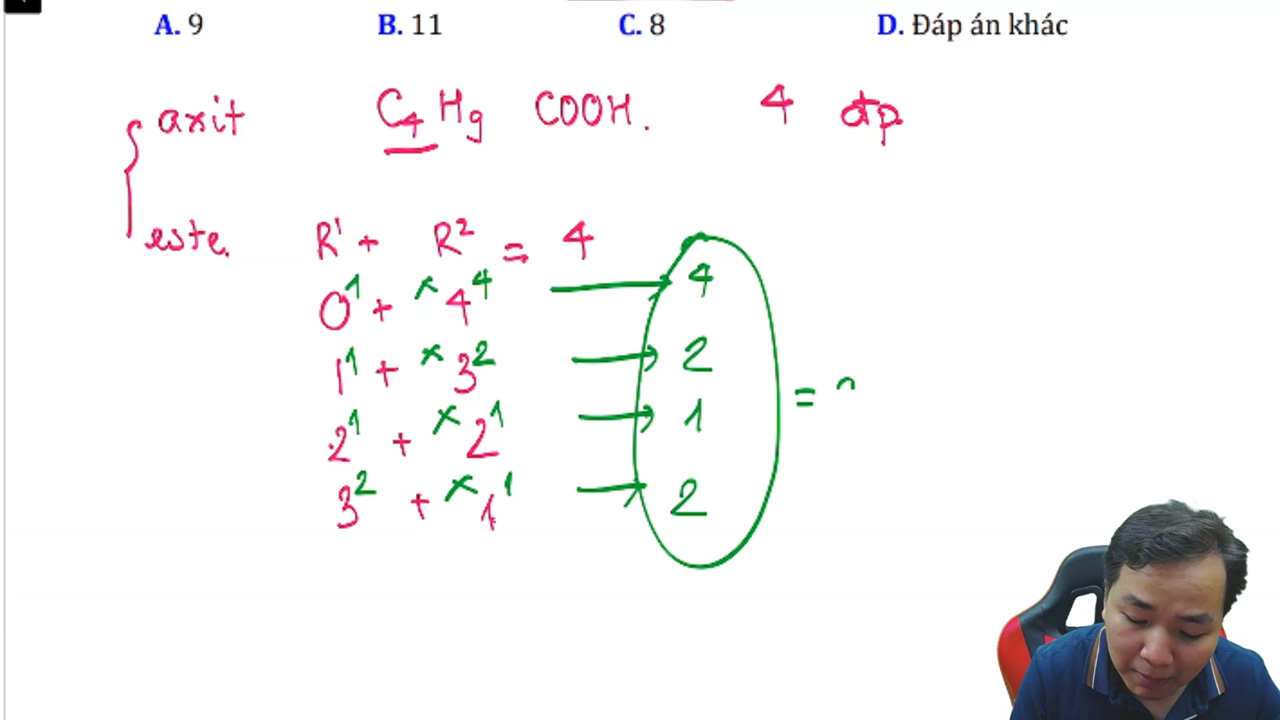 A. 9 B. 11 C. 8 D. Đáp án khác
axit C₄H₉ COOH. 4 đp
este. R¹ + R² = 4
0¹ + x 4⁴ → 4
1¹ + x 3² → 2
2¹ + x 2¹ → 1 =
3² + x 1¹ → 2